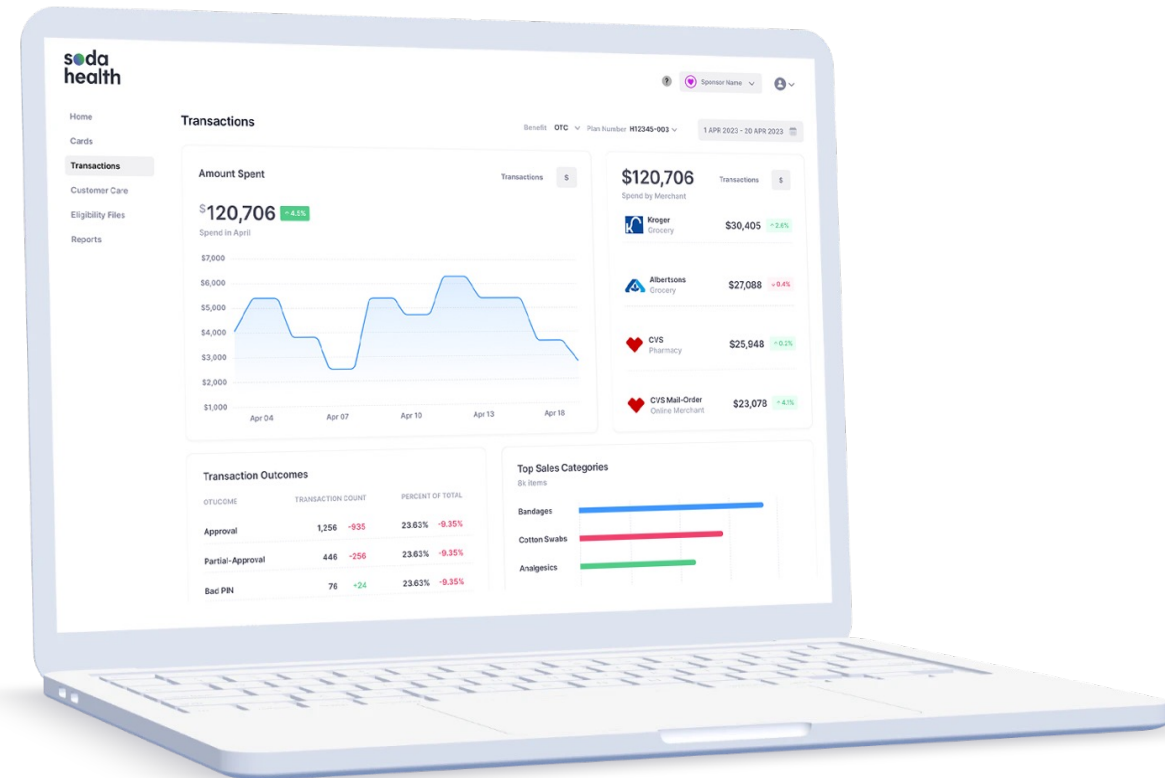 soda
health
? Sponsor Name
Home
Cards
Transactions
Customer Care
Eligibility Files
Reports
Transactions
Benefit OTC Plan Number H12345-003 1 APR 2023 - 20 APR 2023
Amount Spent Transactions $
$120,706 4.5%
Spend in April
$7,000
$6,000
$5,000
$4,000
$3,000
$2,000
$1,000
Apr 04 Apr 07 Apr 10 Apr 13 Apr 18
$120,706 Transactions $
Spend by Merchant
Kroger
Grocery
$30,405 2.6%
Albertsons
Grocery
$27,088 0.4%
CVS
Pharmacy
$25,948 0.2%
CVS Mail-Order
Online Merchant
$23,078 4.1%
Transaction Outcomes
OTUCOME TRANSACTION COUNT PERCENT OF TOTAL
Approval 1,256 -935 23.63% -9.35%
Partial-Approval 446 -256 23.63% -9.35%
Bad PIN 76 +24 23.63% -9.35%
Top Sales Categories
8k items
Bandages
Cotton Swabs
Analgesics